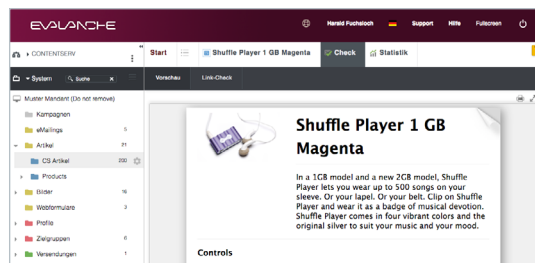 EVALANCHE
Harald Fuchsloch Support Hilfe Fullscreen
CONTENTSERV
Start Shuffle Player 1 GB Magenta Check Statistik
System Suche x Vorschau Link-Check
Muster Mandant (Do not remove)
Kampagnen
eMailings 5
Artikel 21
CS Artikel 200
Products
Bilder 16
Webformulare 3
Profile
Zielgruppen 6
Versendungen 1
Shuffle Player 1 GB
Magenta
In a 1GB model and a new 2GB model, Shuffle
Player lets you wear up to 500 songs on your
sleeve. Or your lapel. Or your belt. Clip on Shuffle
Player and wear it as a badge of musical devotion.
Shuffle Player comes in four vibrant colors and the
original silver to suit your music and your mood.
Controls